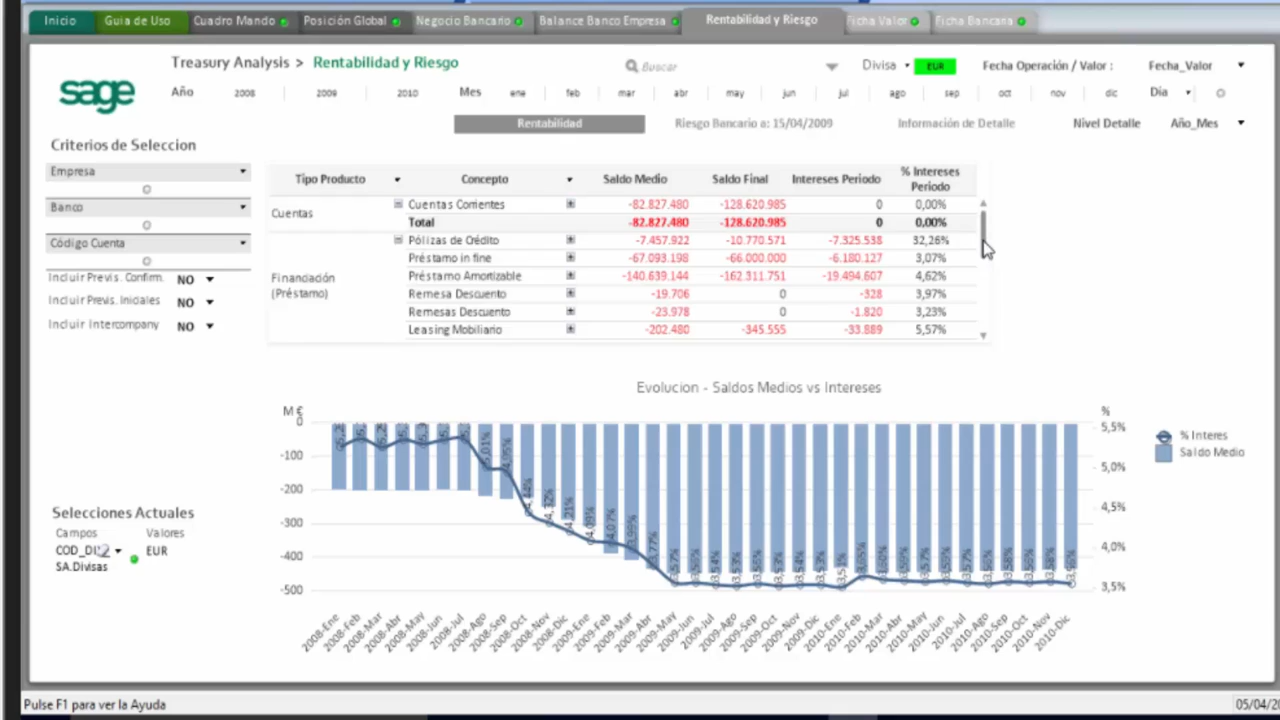 Inicio Guia de Uso Cuadro Mando Posición Global Negocio Bancario Balance Banco Empresa Rentabilidad y Riesgo Ficha Valor Ficha Bancaria
Treasury Analysis > Rentabilidad y Riesgo Buscar Divisa EUR Fecha Operación / Valor : Fecha_Valor
sage
Año 2008 2009 2010 Mes ene feb mar abr may jun jul ago sep oct nov dic Dia
Rentabilidad Riesgo Bancario a: 15/04/2009 Información de Detalle Nivel Detalle Año_Mes
Criterios de Seleccion
Empresa
Banco
Código Cuenta
Incluir Previs. Confirm. NO
Incluir Previs. Iniciales NO
Incluir Intercompany NO
Tipo Producto Concepto Saldo Medio Saldo Final Intereses Periodo % Intereses Periodo
Cuentas Cuentas Corrientes -82.827.480 -128.620.985 0 0,00%
Total -82.827.480 -128.620.985 0 0,00%
Financiación (Préstamo) Pólizas de Crédito -7.457.922 -10.770.571 -7.325.538 32,26%
Préstamo in fine -67.093.198 -66.000.000 -6.180.127 3,07%
Préstamo Amortizable -140.639.144 -162.311.751 -19.494.607 4,62%
Remesa Descuento -19.706 0 -328 3,97%
Remesas Descuento -23.978 0 -1.820 3,23%
Leasing Mobiliario -202.480 -345.555 -33.889 5,57%
Evolucion - Saldos Medios vs Intereses
M € %
0 5,5%
-100 5,0%
-200 4,5%
-300 4,0%
-400 3,5%
-500
% Interes
Saldo Medio
2008-Ene 2008-Feb 2008-Mar 2008-Abr 2008-May 2008-Jun 2008-Jul 2008-Ago 2008-Sep 2008-Oct 2008-Nov 2008-Dic 2009-Ene 2009-Feb 2009-Mar 2009-Abr 2009-May 2009-Jun 2009-Jul 2009-Ago 2009-Sep 2009-Oct 2009-Nov 2009-Dic 2010-Ene 2010-Feb 2010-Mar 2010-Abr 2010-May 2010-Jun 2010-Jul 2010-Ago 2010-Sep 2010-Oct 2010-Nov 2010-Dic
Selecciones Actuales
Campos Valores
EUR
SA.Divisas
Pulse F1 para ver la Ayuda